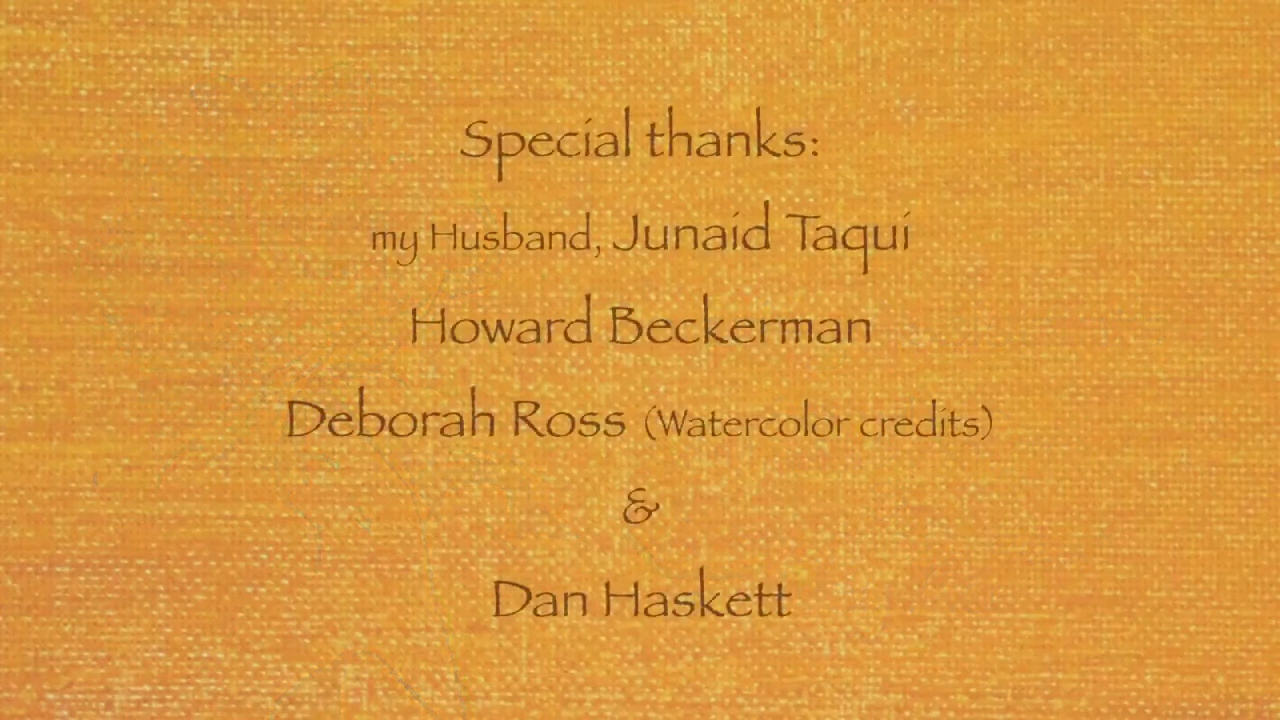 Special thanks:
my Husband, Junaid Taqui
Howard Beckerman
Deborah Ross (Watercolor credits)
&
Dan Haskett